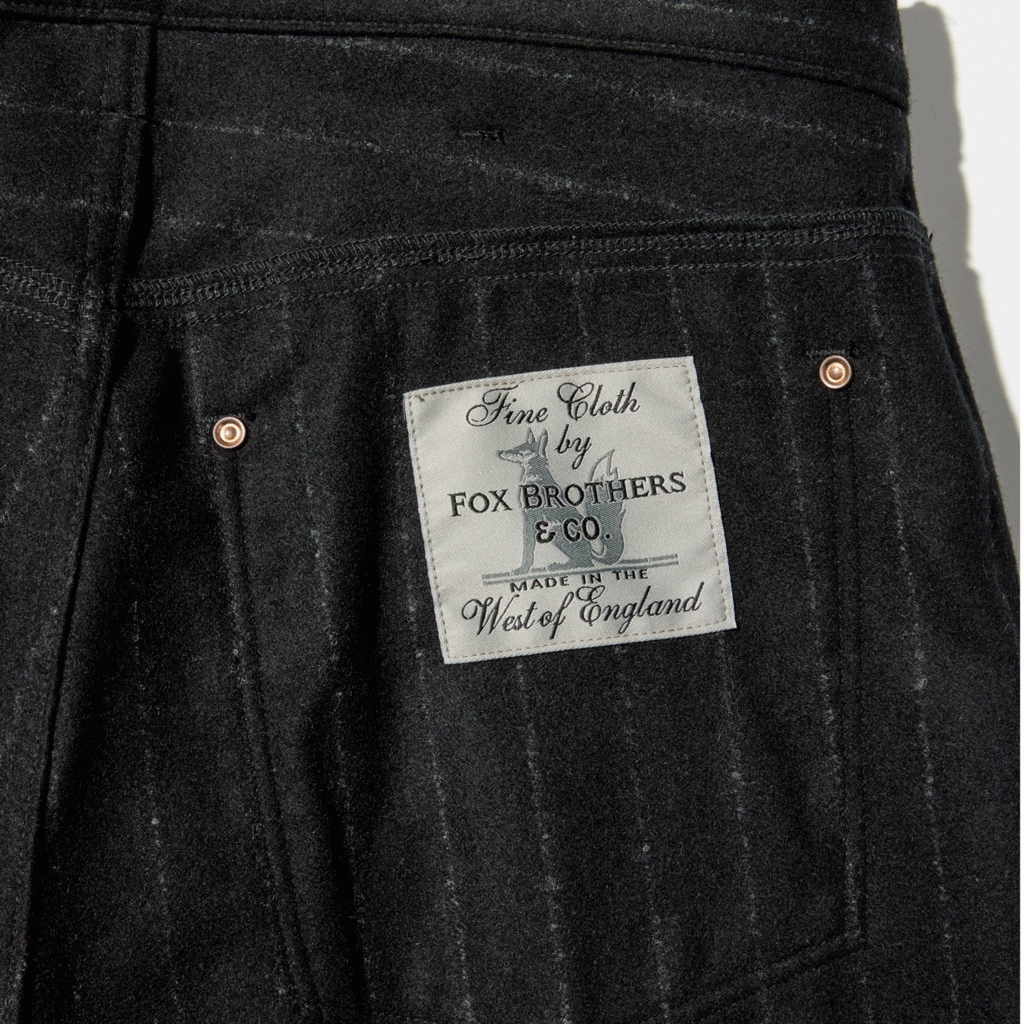 Fine Cloth
by
FOX BROTHERS
& CO.
MADE IN THE
West of England